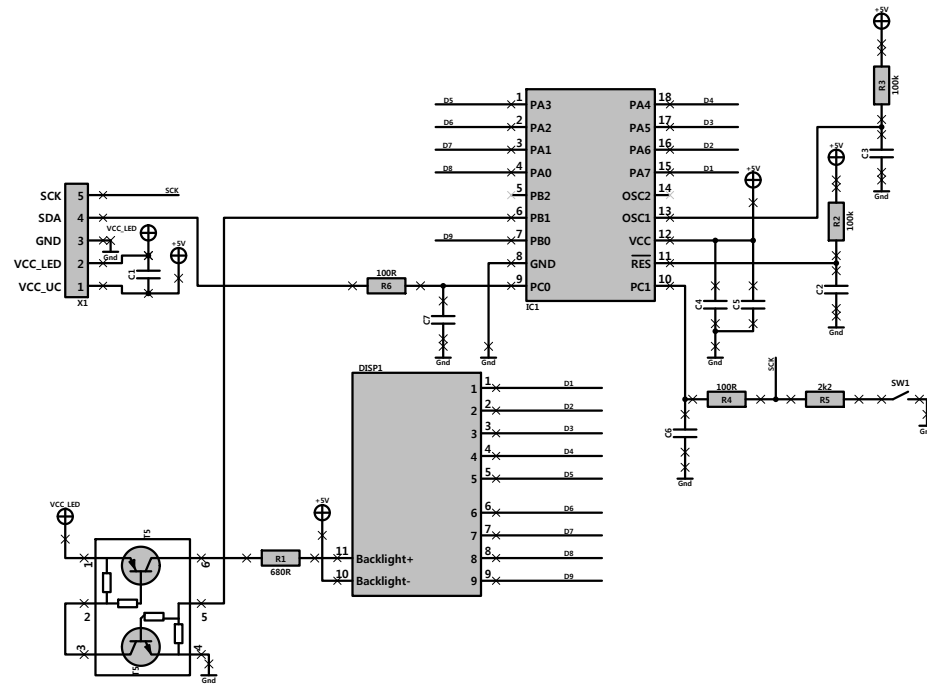 +5V
R3
100k
C3
Gnd
+5V
R2
100k
C2
Gnd
SCK 5 SCK
SDA 4
GND 3
VCC_LED 2
VCC_UC 1
X1
Gnd
VCC_LED
+5V
C1
D5 1 PA3 PA4 18 D4
D6 2 PA2 PA5 17 D3
D7 3 PA1 PA6 16 D2
D8 4 PA0 PA7 15 D1
5 PB2 OSC2 14
6 PB1 OSC1 13
D9 7 PB0 VCC 12
8 GND RES 11
9 PC0 PC1 10
IC1
+5V
C4
C5
Gnd
100R
R6
C7
Gnd
Gnd
SCK
100R
R4
2k2
R5
SW1
C6
Gnd
DISP1
1 1 D1
2 2 D2
3 3 D3
4 4 D4
5 5 D5
6 6 D6
7 7 D7
8 8 D8
9 9 D9
11 Backlight+
10 Backlight-
+5V
R1
680R
VCC_LED
T5
1 6
2 5
3 4
T5
Gnd